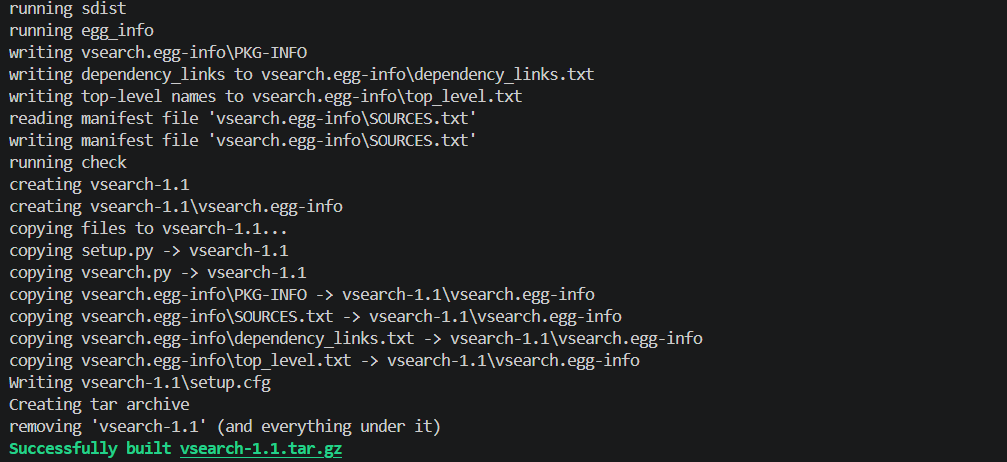 running sdist
running egg_info
writing vsearch.egg-info\PKG-INFO
writing dependency_links to vsearch.egg-info\dependency_links.txt
writing top-level names to vsearch.egg-info\top_level.txt
reading manifest file 'vsearch.egg-info\SOURCES.txt'
writing manifest file 'vsearch.egg-info\SOURCES.txt'
running check
creating vsearch-1.1
creating vsearch-1.1\vsearch.egg-info
copying files to vsearch-1.1...
copying setup.py -> vsearch-1.1
copying vsearch.py -> vsearch-1.1
copying vsearch.egg-info\PKG-INFO -> vsearch-1.1\vsearch.egg-info
copying vsearch.egg-info\SOURCES.txt -> vsearch-1.1\vsearch.egg-info
copying vsearch.egg-info\dependency_links.txt -> vsearch-1.1\vsearch.egg-info
copying vsearch.egg-info\top_level.txt -> vsearch-1.1\vsearch.egg-info
Writing vsearch-1.1\setup.cfg
Creating tar archive
removing 'vsearch-1.1' (and everything under it)
Successfully built vsearch-1.1.tar.gz